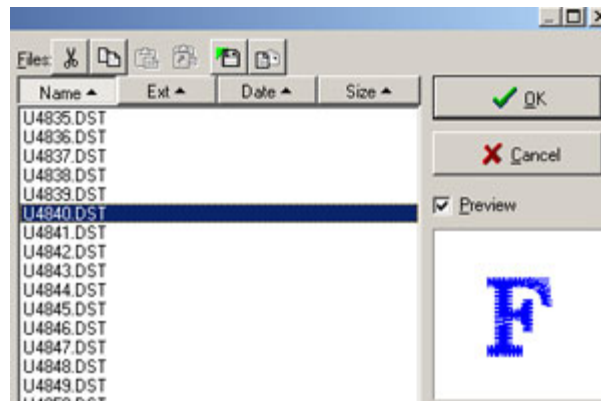 Files:
Name Ext Date Size
U4835.DST
U4836.DST
U4837.DST
U4838.DST
U4839.DST
U4840.DST
U4841.DST
U4842.DST
U4843.DST
U4844.DST
U4845.DST
U4846.DST
U4847.DST
U4848.DST
U4849.DST
OK
Cancel
Preview
F